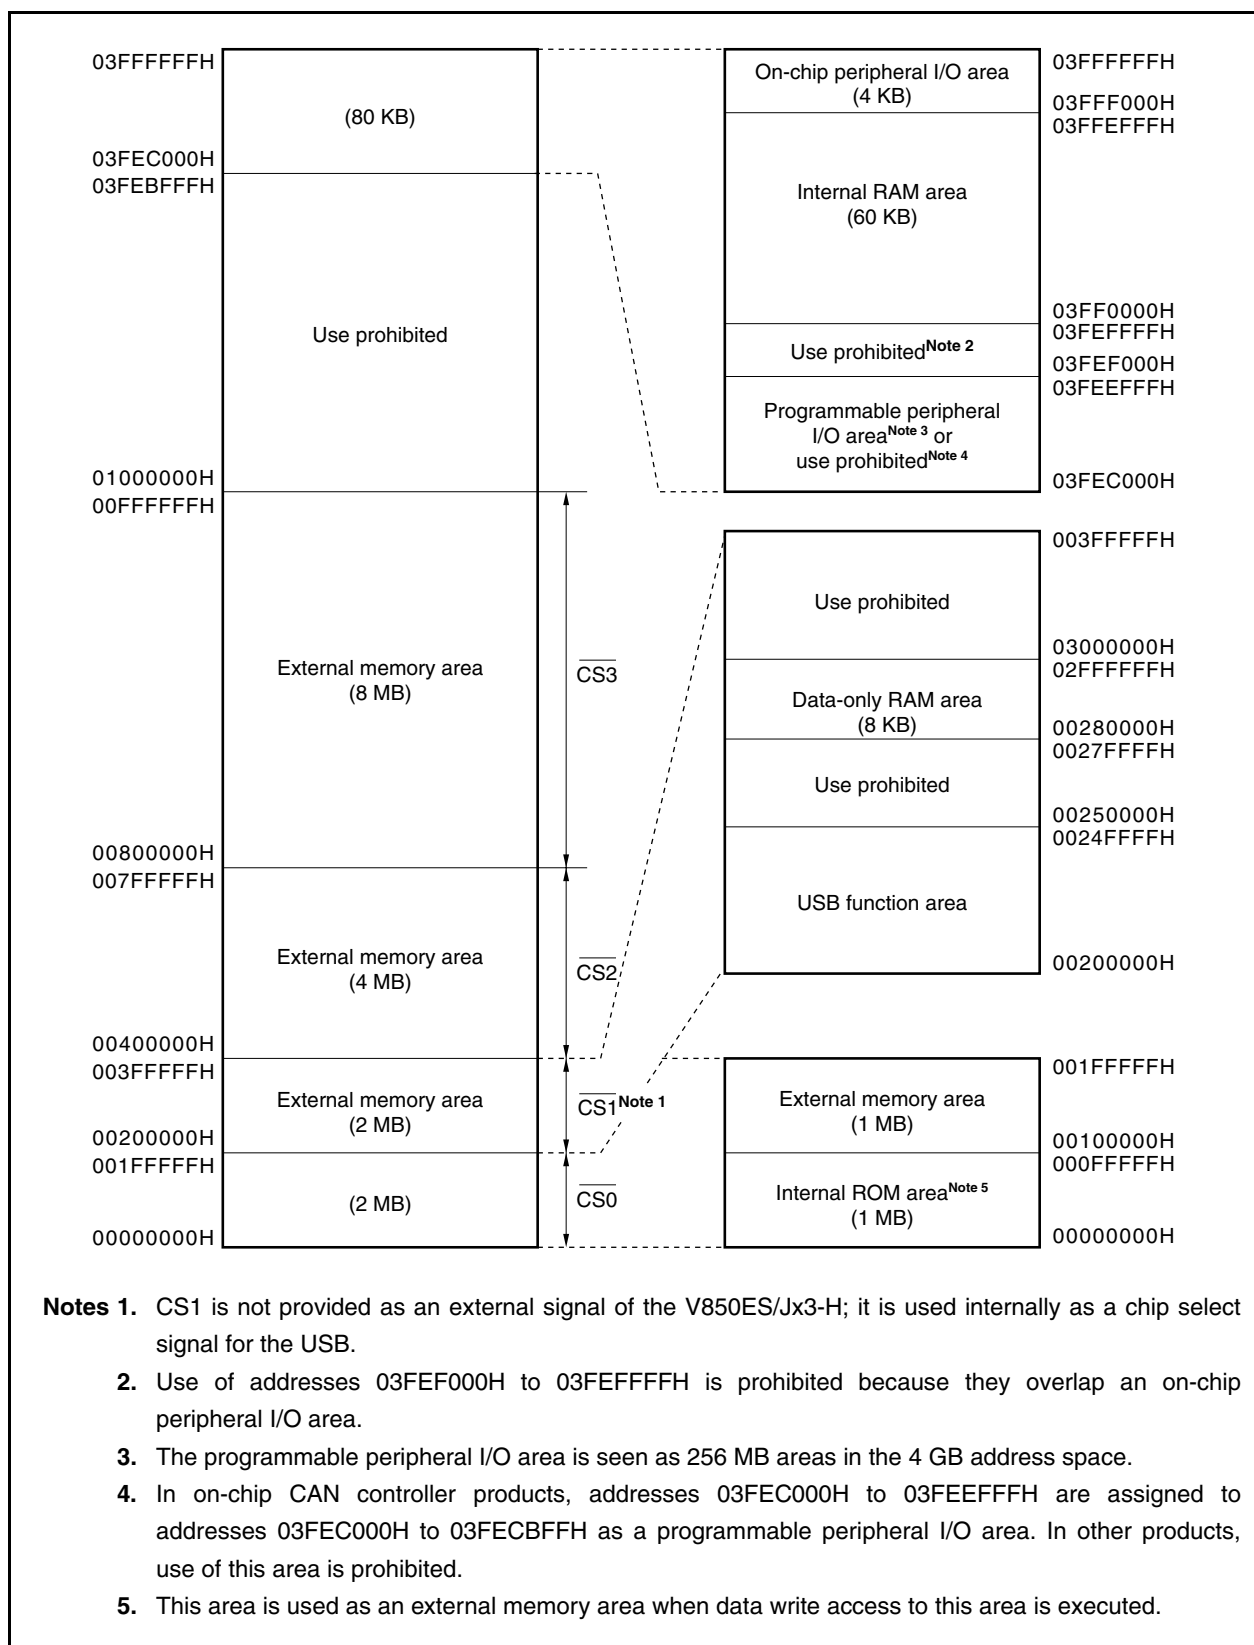 03FFFFFFH
(80 KB)
03FEC000H
03FEBFFFH
Use prohibited
01000000H
00FFFFFFH
External memory area
(8 MB)
CS3
00800000H
007FFFFFH
External memory area
(4 MB)
CS2
00400000H
003FFFFFH
External memory area
(2 MB)
CS1Note 1
00200000H
001FFFFFH
(2 MB)
CS0
00000000H
On-chip peripheral I/O area
(4 KB)
03FFFFFFH
03FFF000H
03FFEFFFH
Internal RAM area
(60 KB)
03FF0000H
03FEFFFFH
Use prohibitedNote 2
03FEF000H
03FEEFFFH
Programmable peripheral
I/O areaNote 3 or
use prohibitedNote 4
03FEC000H
003FFFFFH
Use prohibited
03000000H
02FFFFFFH
Data-only RAM area
(8 KB)
00280000H
0027FFFFH
Use prohibited
00250000H
0024FFFFH
USB function area
00200000H
001FFFFFH
External memory area
(1 MB)
00100000H
000FFFFFH
Internal ROM areaNote 5
(1 MB)
00000000H
Notes 1. CS1 is not provided as an external signal of the V850ES/Jx3-H; it is used internally as a chip select
signal for the USB.
2. Use of addresses 03FEF000H to 03FEFFFFH is prohibited because they overlap an on-chip
peripheral I/O area.
3. The programmable peripheral I/O area is seen as 256 MB areas in the 4 GB address space.
4. In on-chip CAN controller products, addresses 03FEC000H to 03FEEFFFH are assigned to
addresses 03FEC000H to 03FECBFFH as a programmable peripheral I/O area. In other products,
use of this area is prohibited.
5. This area is used as an external memory area when data write access to this area is executed.